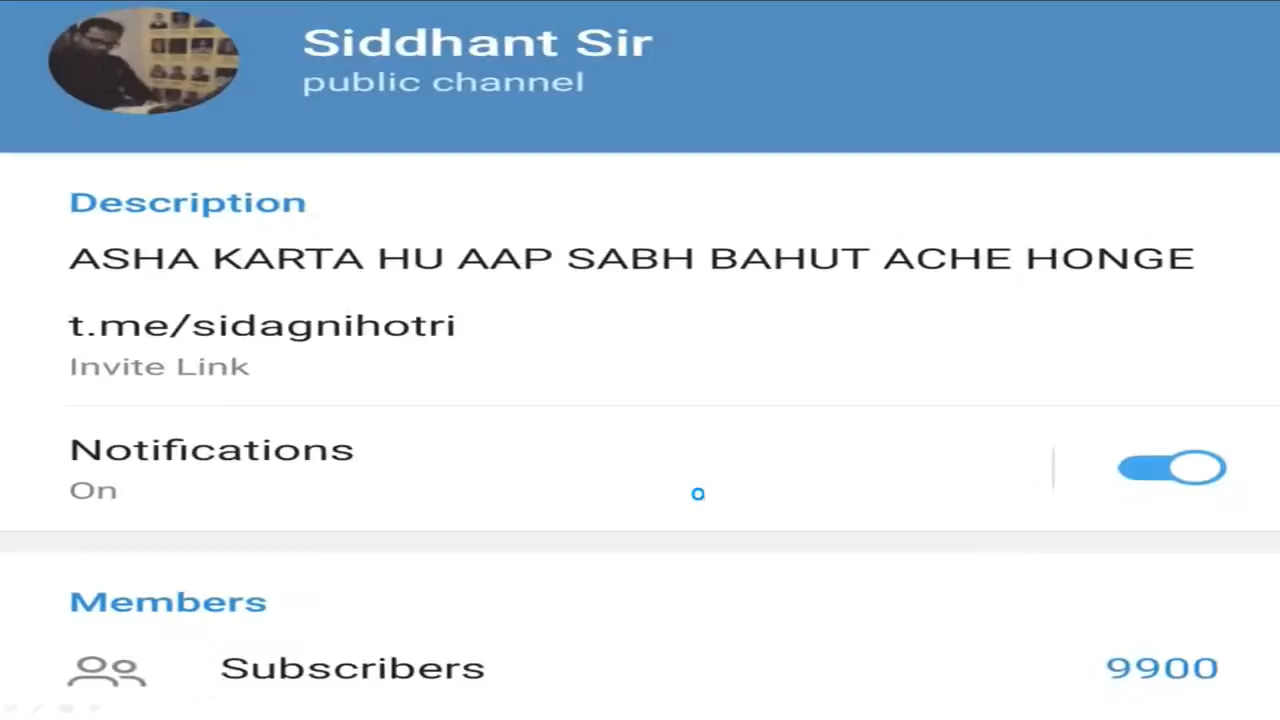 Siddhant Sir
public channel
Description
ASHA KARTA HU AAP SABH BAHUT ACHE HONGE
t.me/sidagnihotri
Invite Link
Notifications
On
Members
Subscribers 9900